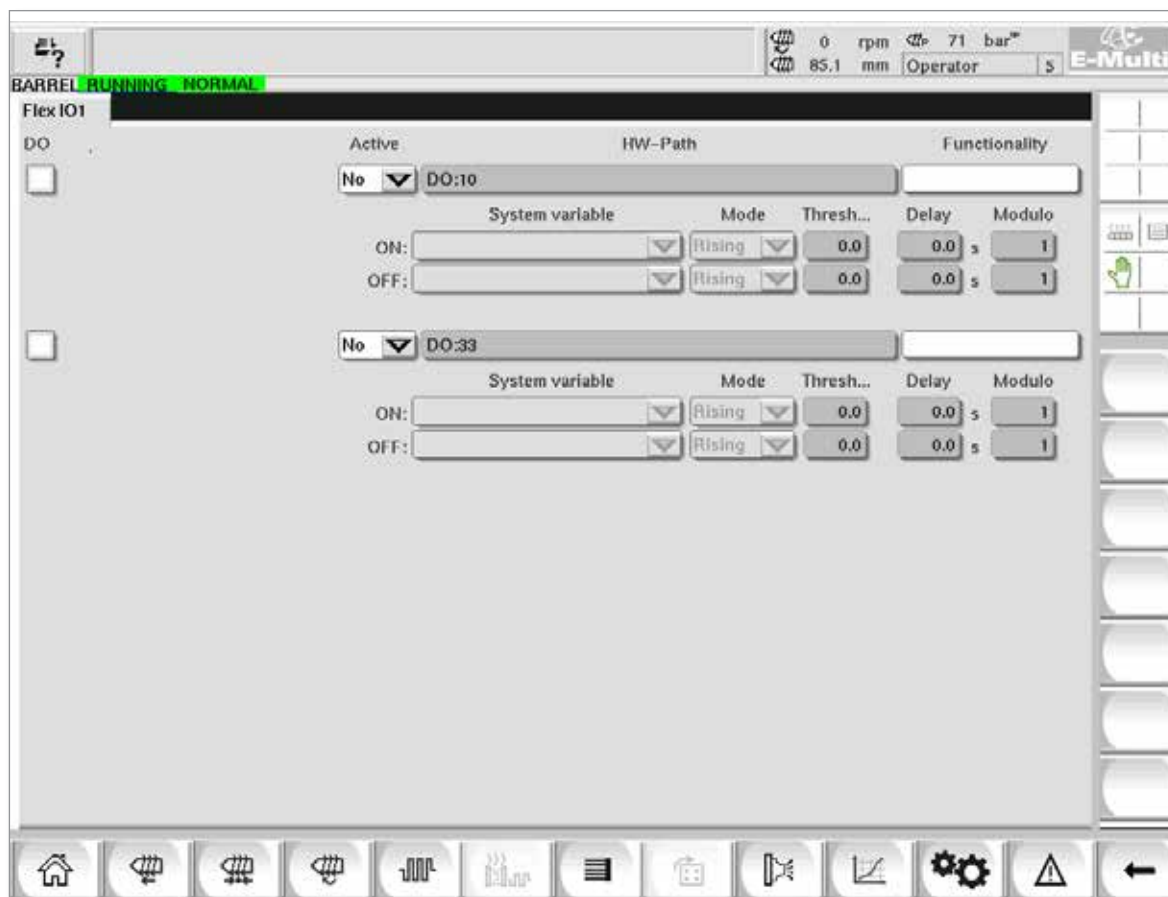 ?
0 rpm P 71 bar
85.1 mm Operator S
E-Multi
BARREL RUNNING NORMAL
Flex IO1
DO Active HW-Path Functionality
No DO:10
System variable Mode Thresh... Delay Modulo
ON: Rising 0.0 0.0 s 1
OFF: Rising 0.0 0.0 s 1
No DO:33
System variable Mode Thresh... Delay Modulo
ON: Rising 0.0 0.0 s 1
OFF: Rising 0.0 0.0 s 1